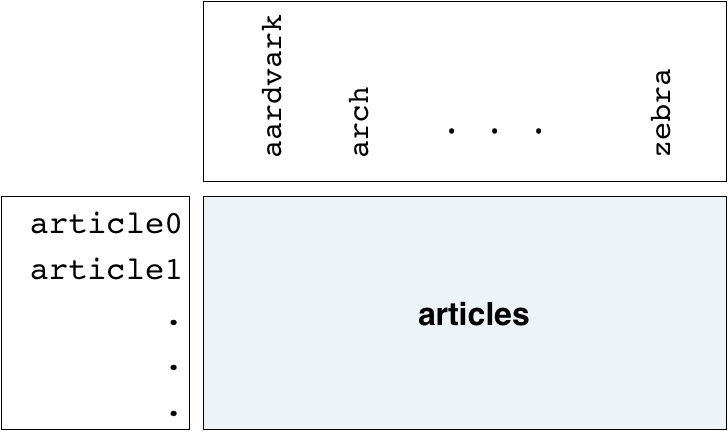 aardvark
arch
. . .
zebra
article0
article1
.
.
.
articles